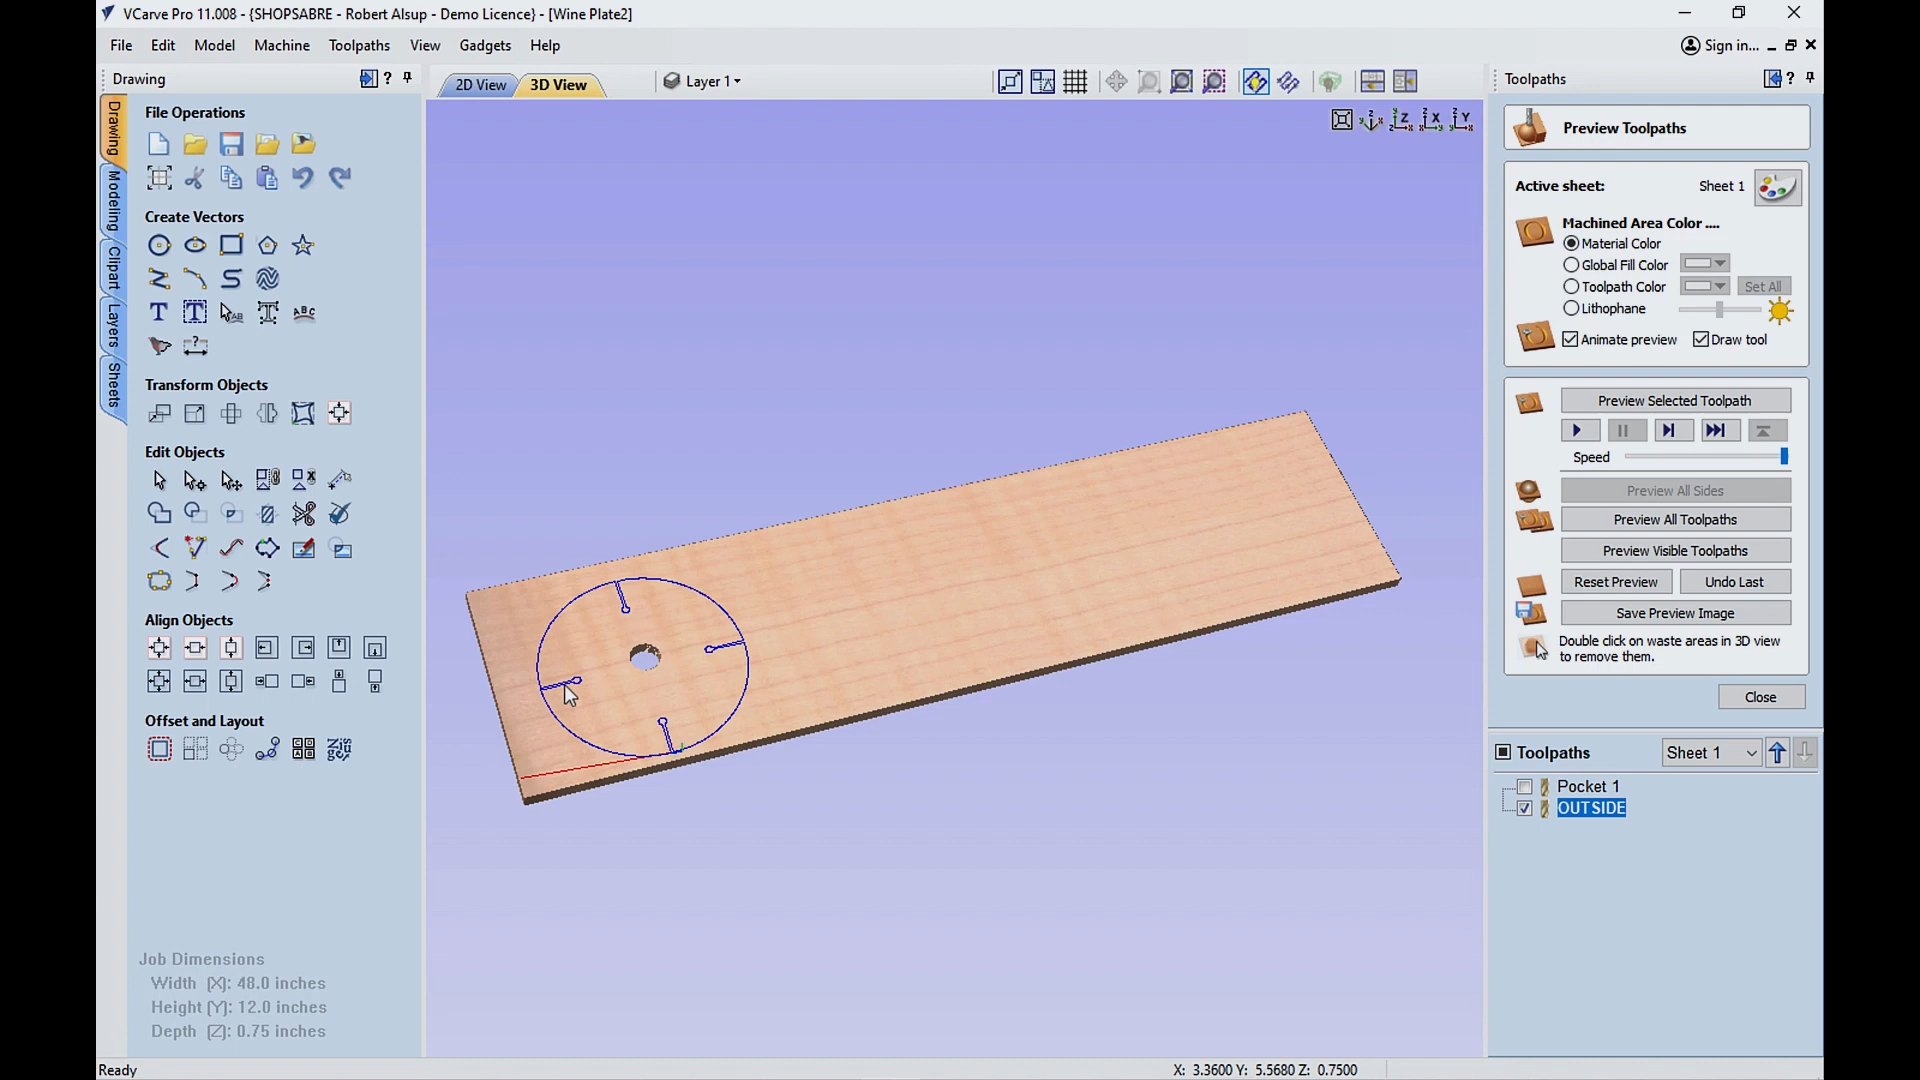 VCarve Pro 11.008 - {SHOPSABRE - Robert Alsup - Demo Licence} - [Wine Plate2]
File Edit Model Machine Toolpaths View Gadgets Help
Sign in...
Drawing
2D View
3D View
Layer 1
Toolpaths
Drawing
Modeling
Clipart
Layers
Sheets
File Operations
Create Vectors
Transform Objects
Edit Objects
Align Objects
Offset and Layout
Job Dimensions
Width (X): 48.0 inches
Height (Y): 12.0 inches
Depth (Z): 0.75 inches
Preview Toolpaths
Active sheet: Sheet 1
Machined Area Color ....
Material Color
Global Fill Color
Toolpath Color
Set All
Lithophane
Animate preview
Draw tool
Preview Selected Toolpath
Speed
Preview All Sides
Preview All Toolpaths
Preview Visible Toolpaths
Reset Preview
Undo Last
Save Preview Image
Double click on waste areas in 3D view
to remove them.
Close
Toolpaths
Sheet 1
Pocket 1
OUTSIDE
Ready
X: 3.3600 Y: 5.5680 Z: 0.7500